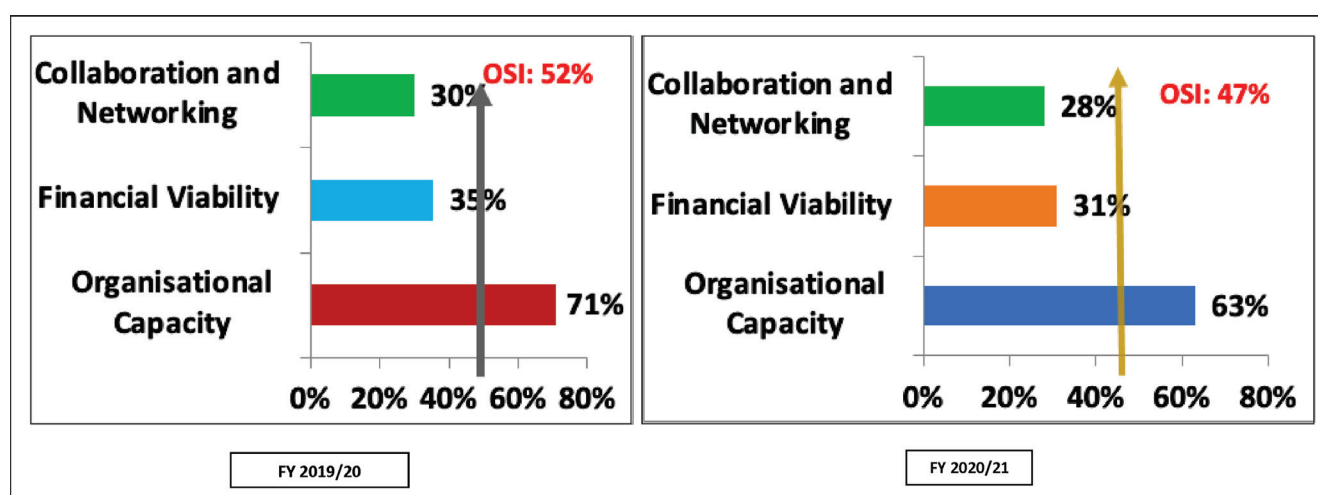 Collaboration and
Networking
30%
OSI: 52%
Financial Viability
35%
Organisational
Capacity
71%
0% 20% 40% 60% 80%
FY 2019/20
Collaboration and
Networking
28%
OSI: 47%
Financial Viability
31%
Organisational
Capacity
63%
0% 20% 40% 60% 80%
FY 2020/21